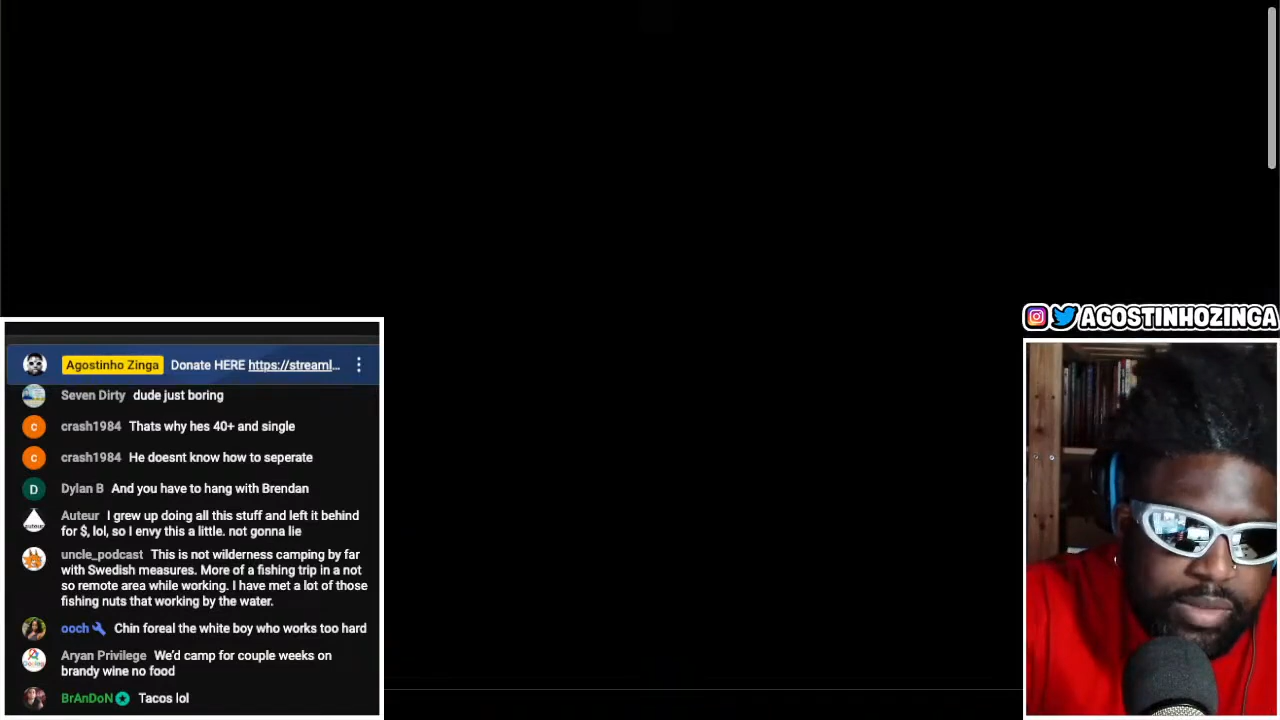 AGOSTINHOZINGA
Agostinho Zinga Donate HERE https://streaml...
Seven Dirty dude just boring
crash1984 Thats why hes 40+ and single
crash1984 He doesnt know how to seperate
Dylan B And you have to hang with Brendan
Auteur I grew up doing all this stuff and left it behind
for $, lol, so I envy this a little. not gonna lie
uncle_podcast This is not wilderness camping by far
with Swedish measures. More of a fishing trip in a not
so remote area while working. I have met a lot of those
fishing nuts that working by the water.
ooch Chin foreal the white boy who works too hard
Aryan Privilege We'd camp for couple weeks on
brandy wine no food
BrAnDoN Tacos lol